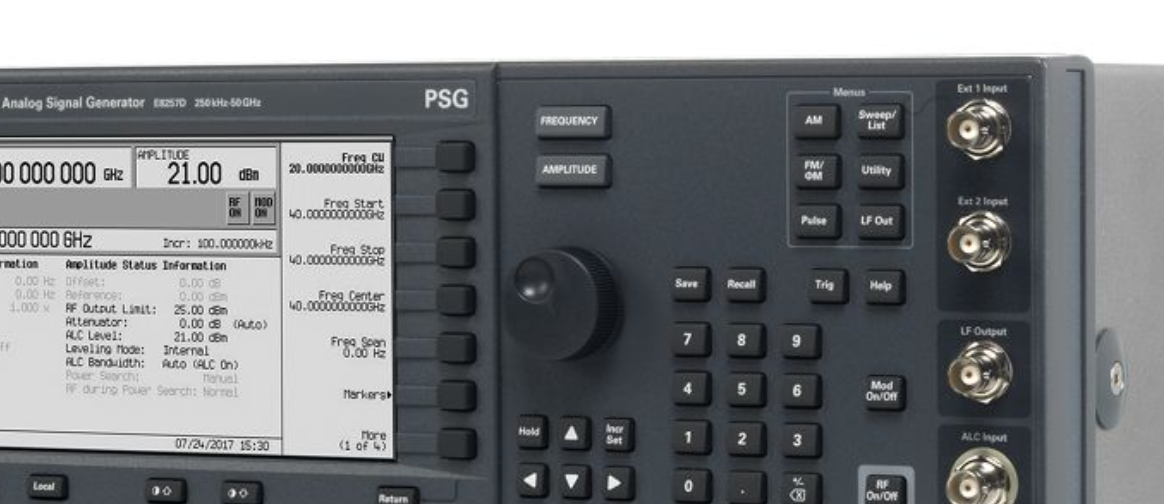 Analog Signal Generator E8257D 250 kHz-50 GHz
PSG
00 000 000 GHz
AMPLITUDE
21.00 dBm
RF
ON
MOD
ON
000 000 GHz
Incr: 100.000000kHz
Amplitude Status Information
0.00 Hz
Offset: 0.00 dB
0.00 Hz
Reference: 0.00 dBm
1.000 x
RF Output Limit: 25.00 dBm
Attenuator: 0.00 dB (Auto)
ALC Level: 21.00 dBm
Leveling Mode: Internal
ALC Bandwidth: Auto (ALC On)
Power Search: Manual
RF during Power Search: Normal
07/24/2017 15:30
Freq CW
20.0000000000GHz
Freq Start
40.0000000000GHz
Freq Stop
40.0000000000GHz
Freq Center
40.0000000000GHz
Freq Span
0.00 Hz
Markers
More
(1 of 4)
Local
Return
FREQUENCY
AMPLITUDE
Menus
AM
Sweep/
List
FM/
ΦM
Utility
Pulse
LF Out
Save
Recall
Trig
Help
7
8
9
4
5
6
Mod
On/Off
Hold
Incr
Set
1
2
3
0
.
+/-
RF
On/Off
Ext 1 Input
Ext 2 Input
LF Output
ALC Input